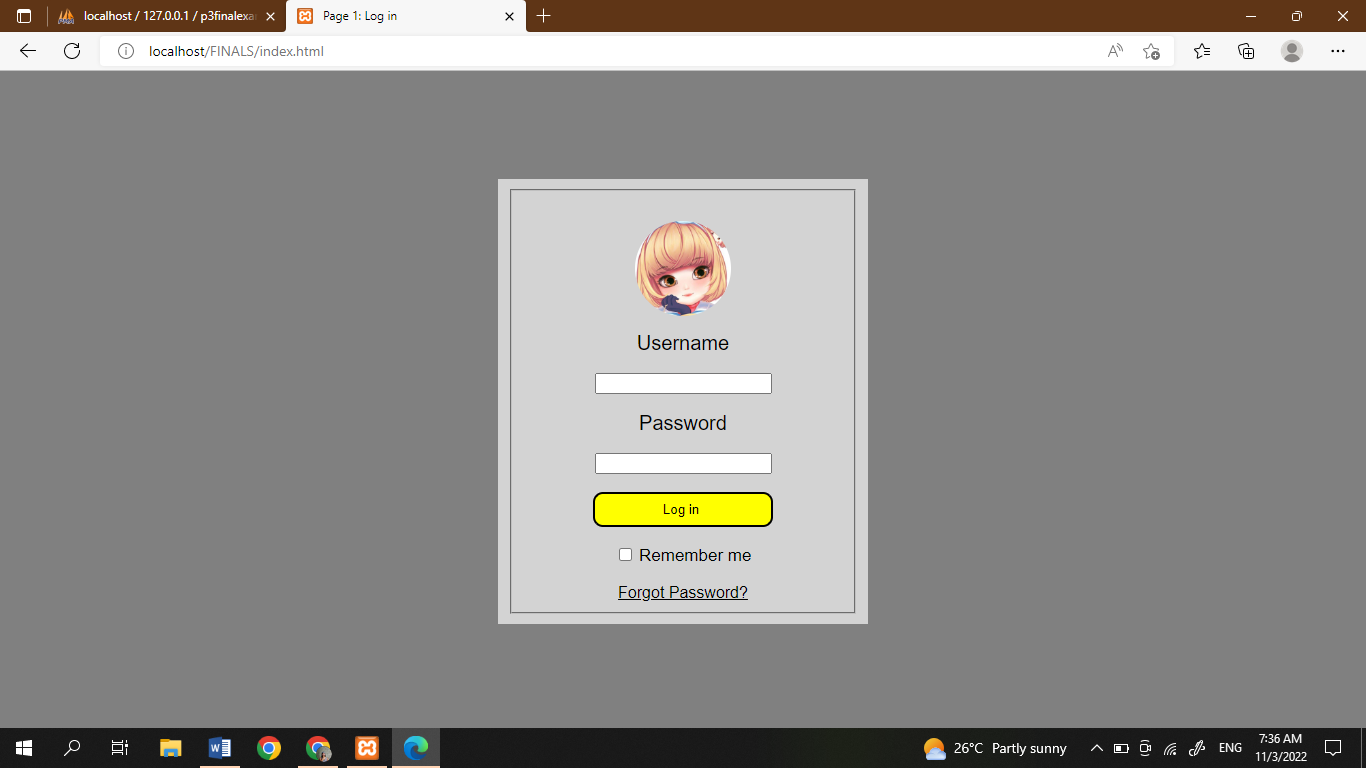 localhost / 127.0.0.1 / p3finalexa
Page 1: Log in
localhost/FINALS/index.html
Username
Password
Log in
Remember me
Forgot Password?
26°C Partly sunny
ENG
7:36 AM
11/3/2022